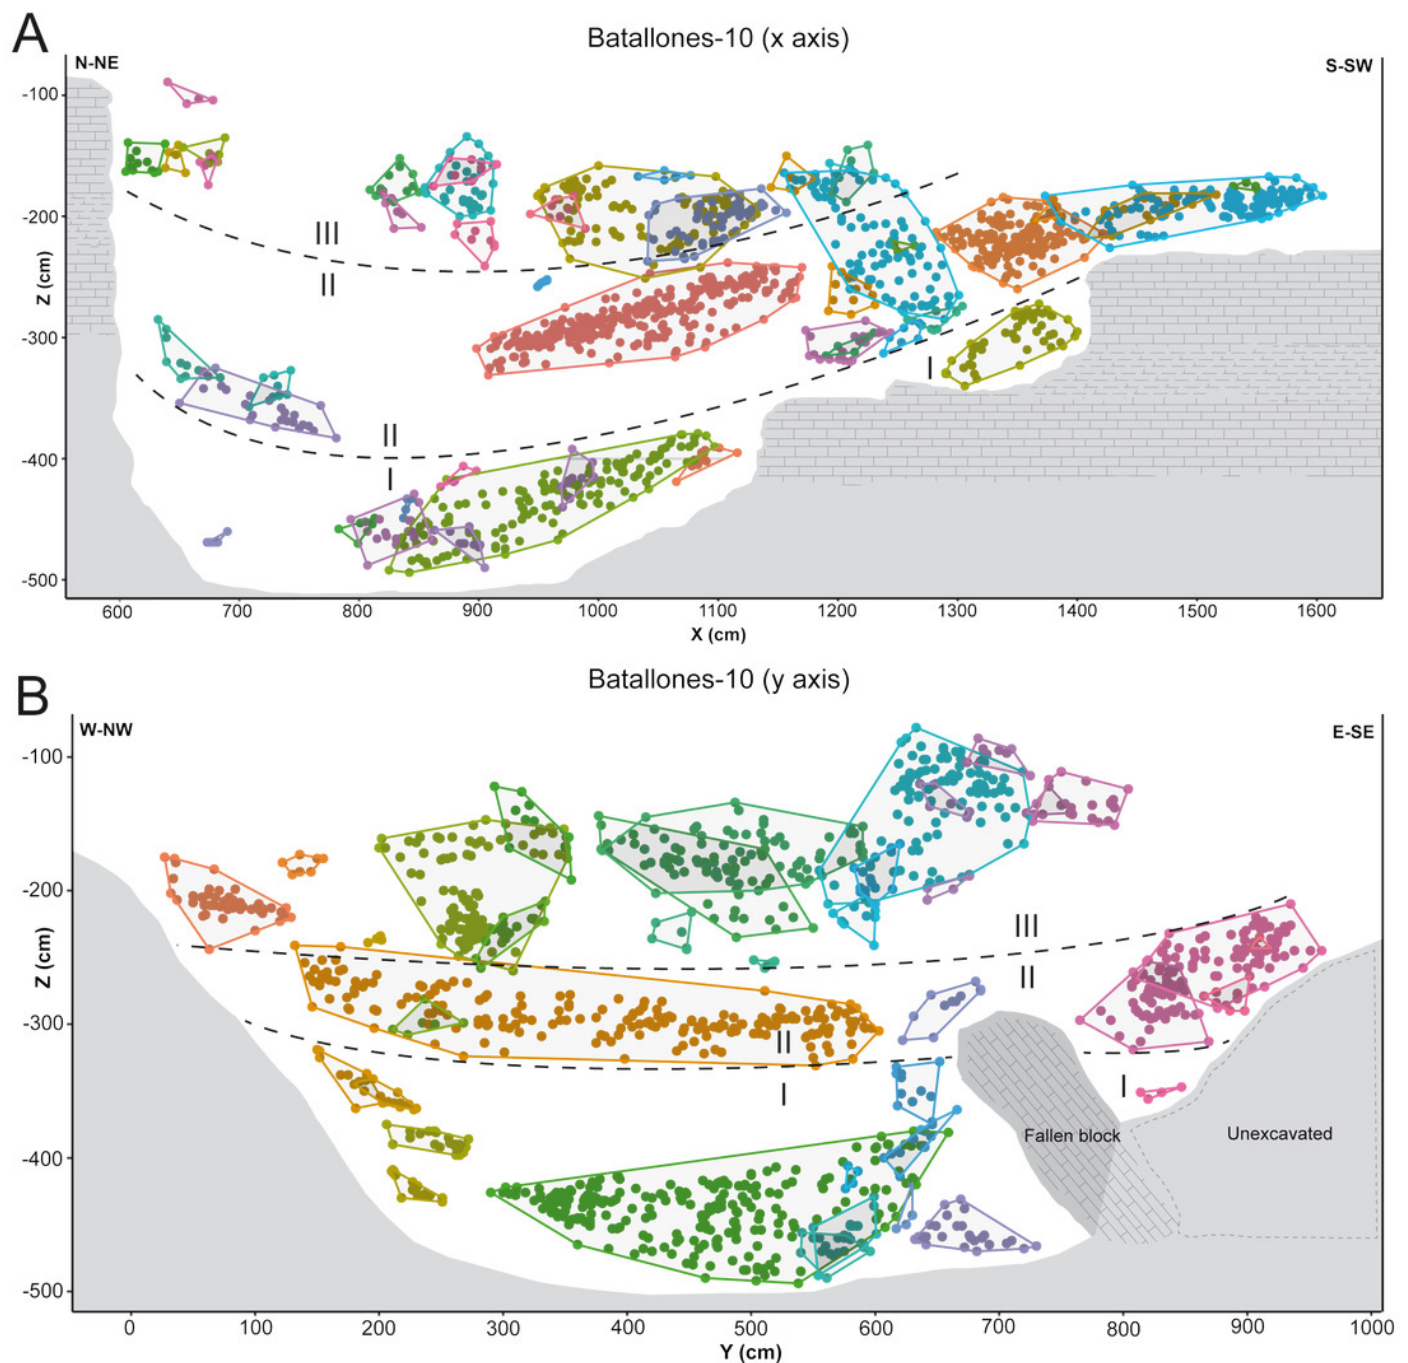 A
Batallones-10 (x axis)
N-NE
S-SW
-100
-200
-300
-400
-500
Z (cm)
III
II
II
I
I
600 700 800 900 1000 1100 1200 1300 1400 1500 1600
X (cm)
B
Batallones-10 (y axis)
W-NW
E-SE
-100
-200
-300
-400
-500
Z (cm)
III
II
II
I
I
Fallen block
Unexcavated
0 100 200 300 400 500 600 700 800 900 1000
Y (cm)